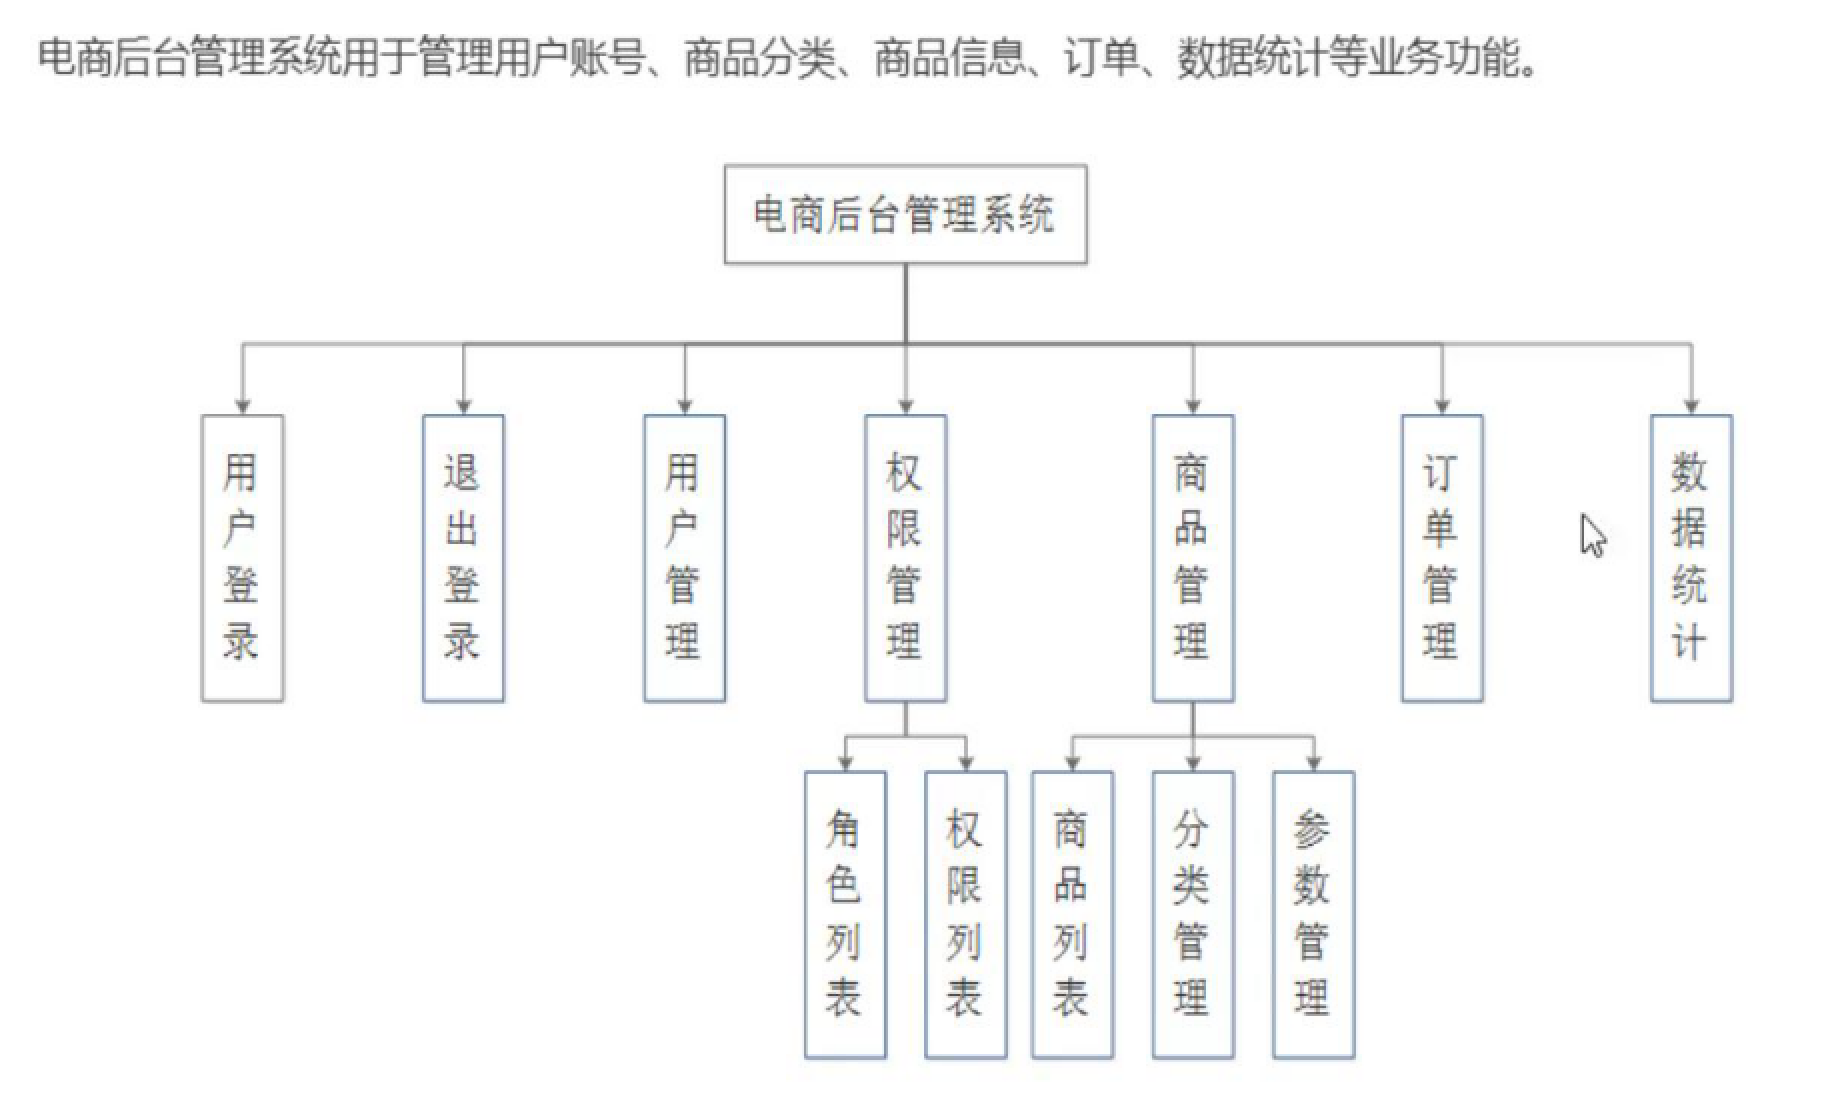 电商后台管理系统用于管理用户账号、商品分类、商品信息、订单、数据统计等业务功能。
电商后台管理系统
用户登录
退出登录
用户管理
权限管理
商品管理
订单管理
数据统计
角色列表
权限列表
商品列表
分类管理
参数管理